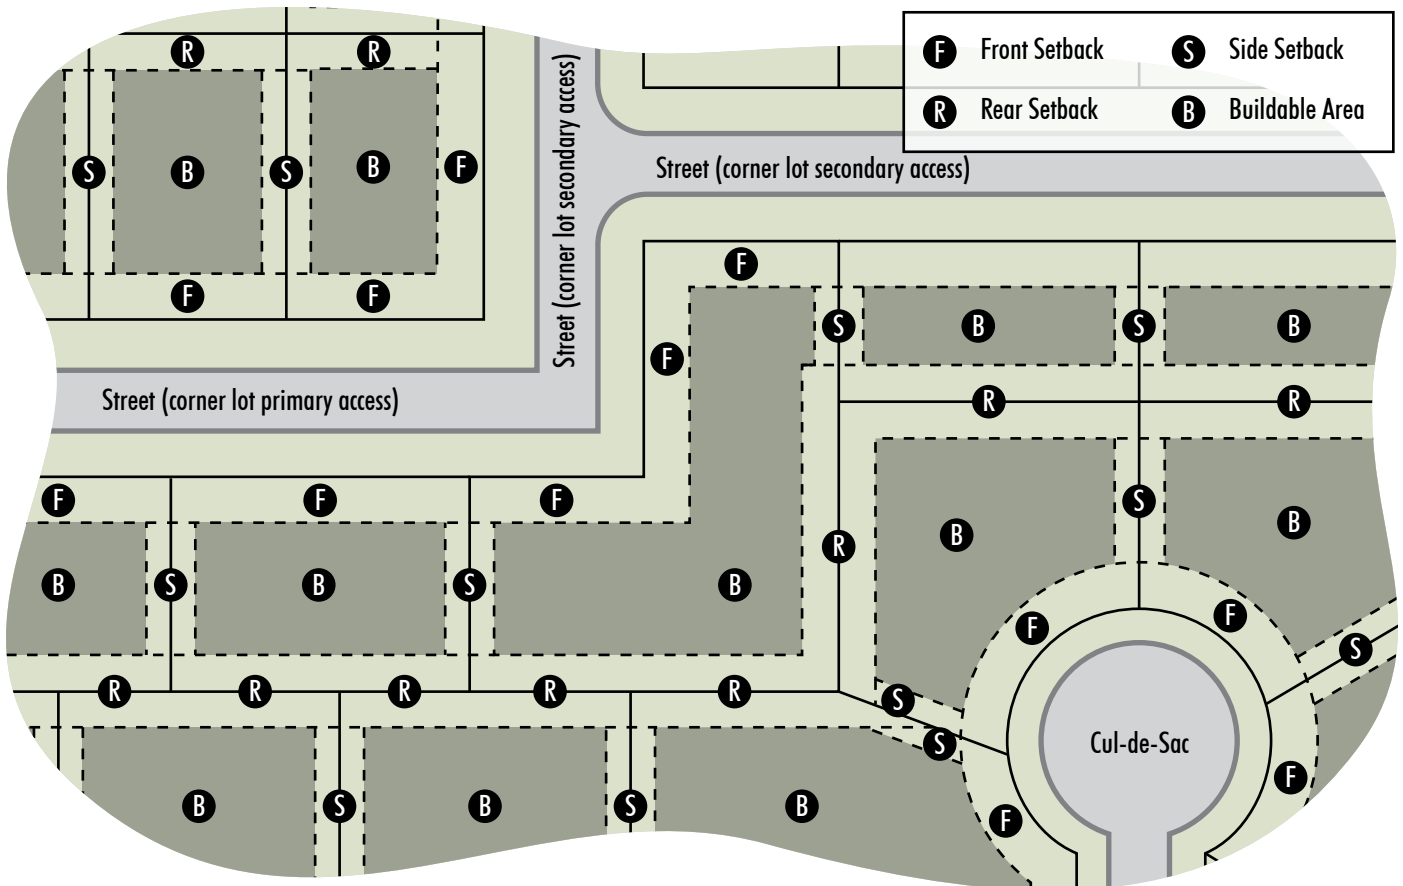 R R
F Front Setback S Side Setback
R Rear Setback B Buildable Area
S B S B F
Street (corner lot secondary access)
Street (corner lot secondary access)
F F
F
S B S B
F
Street (corner lot primary access)
R R
F F F
S
B B
R
B S B S B
F F
S
R R R R R
S
S
Cul-de-Sac
F
B S B S B
F